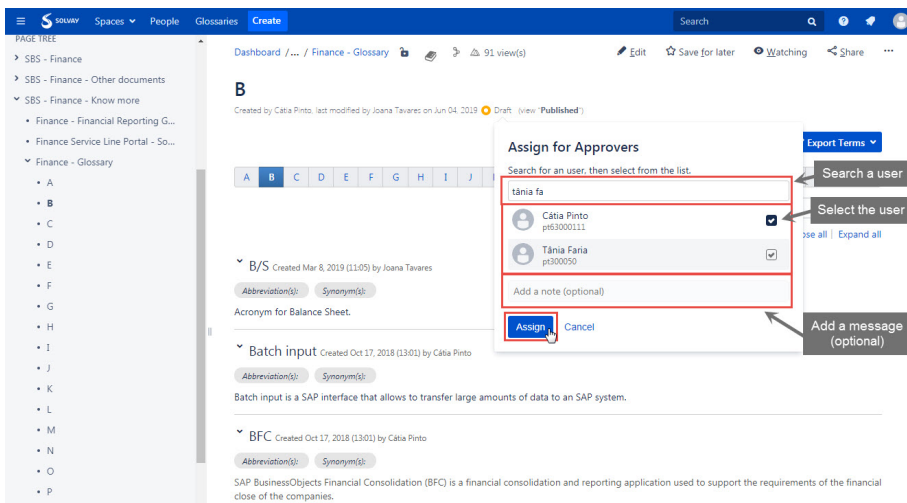 SOLVAY Spaces People Glossaries Create Search
PAGE TREE
SBS - Finance
SBS - Finance - Other documents
SBS - Finance - Know more
Finance - Financial Reporting G...
Finance Service Line Portal - So...
Finance - Glossary
A
B
C
D
E
F
G
H
I
J
K
L
M
N
O
P
Dashboard /... / Finance - Glossary 91 view(s) Edit Save for later Watching Share ...
B
Created by Cátia Pinto, last modified by Joana Tavares on Jun 04, 2019 Draft (view "Published")
Export Terms
A B C D E F G H I J
Assign for Approvers
Search for an user, then select from the list.
tânia fa
Cátia Pinto
pt63000111
Tânia Faria
pt300050
Add a note (optional)
Assign Cancel
Search a user
Select the user
Add a message
(optional)
all | Expand all
B/S Created Mar 8, 2019 (11:05) by Joana Tavares
Abbreviation(s): Synonym(s):
Acronym for Balance Sheet.
Batch input Created Oct 17, 2018 (13:01) by Cátia Pinto
Abbreviation(s): Synonym(s):
Batch input is a SAP interface that allows to transfer large amounts of data to an SAP system.
BFC Created Oct 17, 2018 (13:01) by Cátia Pinto
Abbreviation(s): Synonym(s):
SAP BusinessObjects Financial Consolidation (BFC) is a financial consolidation and reporting application used to support the requirements of the financial
close of the companies.